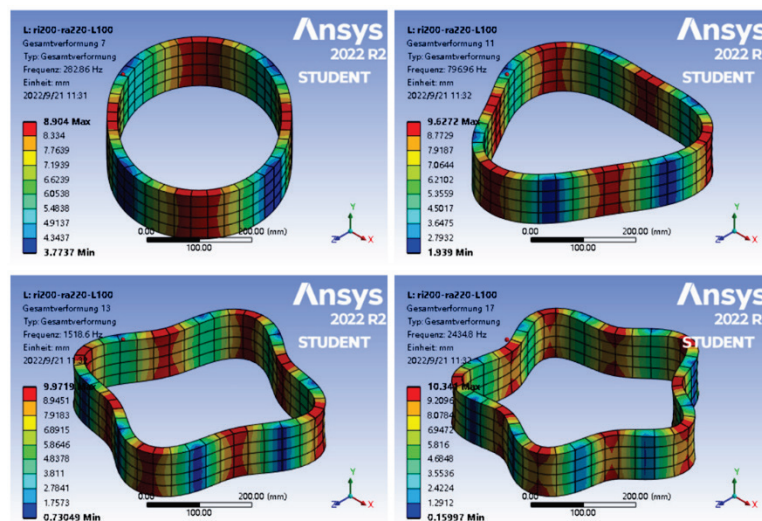 L: ri200-ra220-L100
Gesamtverformung 7
Typ: Gesamtverformung
Frequenz: 282.86 Hz
Einheit: mm
2022/9/21 11:31
8.904 Max
8.334
7.7639
7.1939
6.6239
6.0538
5.4838
4.9137
4.3437
3.7737 Min
Ansys
2022 R2
STUDENT
0.00
200.00 (mm)
100.00
Y
Z
X
L: ri200-ra220-L100
Gesamtverformung 11
Typ: Gesamtverformung
Frequenz: 796.96 Hz
Einheit: mm
2022/9/21 11:32
9.6272 Max
8.7729
7.9187
7.0644
6.2102
5.3559
4.5017
3.6475
2.7932
1.939 Min
Ansys
2022 R2
STUDENT
0.00
200.00 (mm)
100.00
Y
Z
X
L: ri200-ra220-L100
Gesamtverformung 13
Typ: Gesamtverformung
Frequenz: 1518.6 Hz
Einheit: mm
2022/9/21
9.9719
8.9451
7.9183
6.8915
5.8646
4.8378
3.811
2.7841
1.7573
0.73049 Min
Ansys
2022 R2
STUDENT
0.00
200.00 (mm)
100.00
Y
Z
X
L: ri200-ra220-L100
Gesamtverformung 17
Typ: Gesamtverformung
Frequenz: 2434.8 Hz
Einheit: mm
2022/9/21 11:32
9.2096
8.0784
6.9472
5.816
4.6848
3.5536
2.4224
1.2912
0.15997 Min
Ansys
2022 R2
STUDENT
0.00
200.00 (mm)
100.00
Y
Z
X